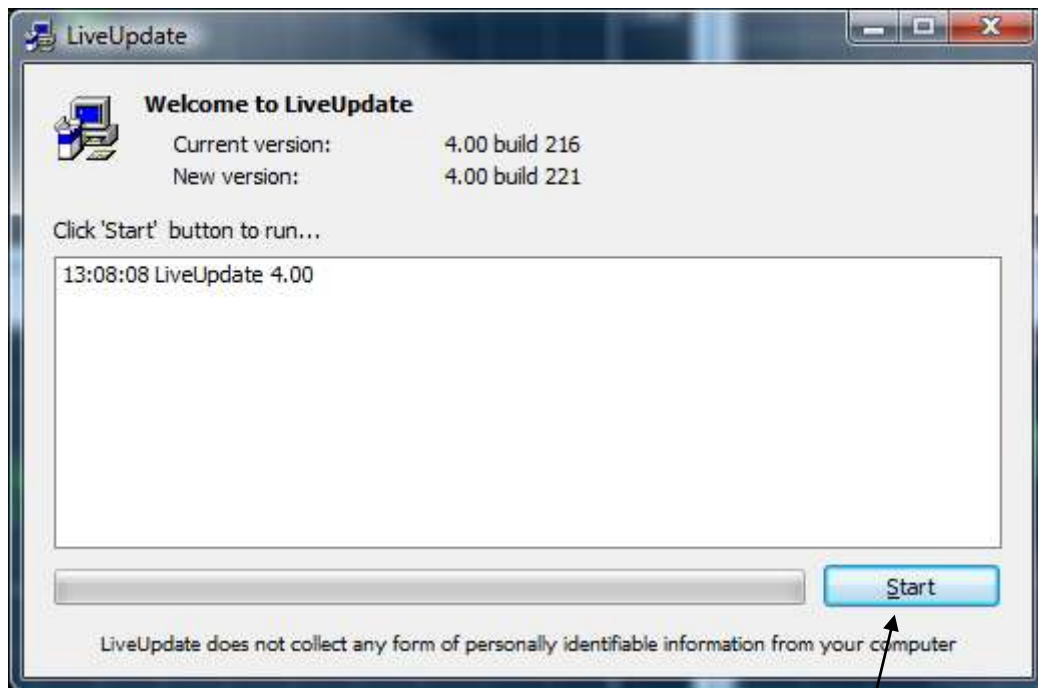 LiveUpdate
Welcome to LiveUpdate
Current version: 4.00 build 216
New version: 4.00 build 221
Click 'Start' button to run...
13:08:08 LiveUpdate 4.00
Start
LiveUpdate does not collect any form of personally identifiable information from your computer